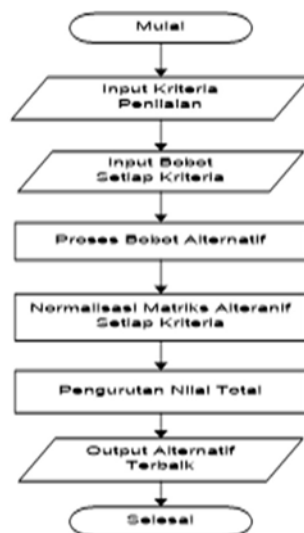 Mulai
Input Kriteria
Penilaian
Input Bobot
Setiap Kriteria
Proses Bobot Alternatif
Normalisasi Matriks Alteranif
Setiap Kriteria
Pengurutan Nilai Total
Output Alternatif
Terbaik
Selesai